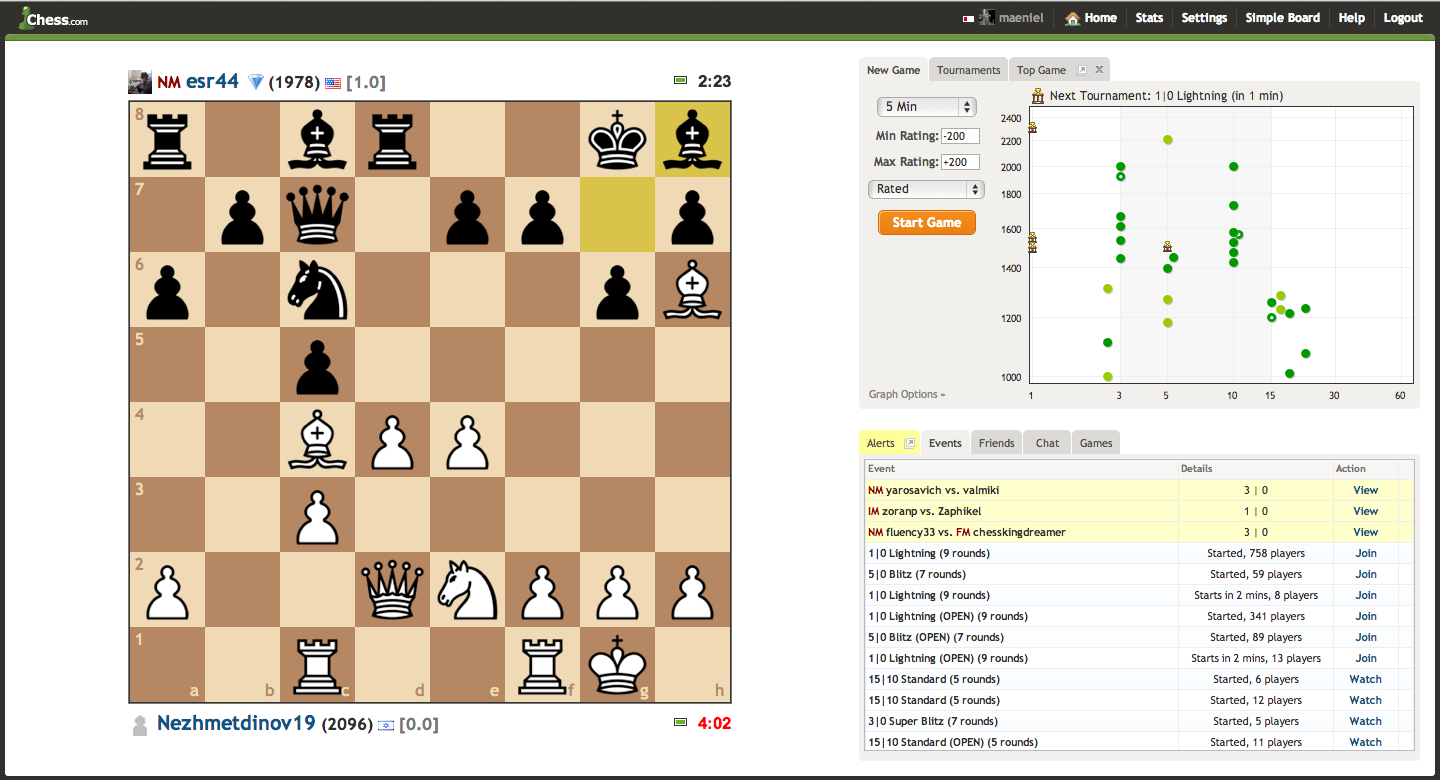 Chess.com
maeniel Home Stats Settings Simple Board Help Logout
NM esr44 (1978) [1.0] 2:23
8
7
6
5
4
3
2
1
a b c d e f g h
Nezhmetdinov19 (2096) [0.0] 4:02
New Game Tournaments Top Game
5 Min
Min Rating: -200
Max Rating: +200
Rated
Start Game
Graph Options »
Next Tournament: 1|0 Lightning (in 1 min)
2400
2200
2000
1800
1600
1400
1200
1000
1 3 5 10 15 30 60
Alerts Events Friends Chat Games
Event Details Action
NM yarosavich vs. valmiki 3 | 0 View
IM zoranp vs. Zaphikel 1 | 0 View
NM fluency33 vs. FM chesskingdreamer 3 | 0 View
1|0 Lightning (9 rounds) Started, 758 players Join
5|0 Blitz (7 rounds) Started, 59 players Join
1|0 Lightning (9 rounds) Starts in 2 mins, 8 players Join
1|0 Lightning (OPEN) (9 rounds) Started, 341 players Join
5|0 Blitz (OPEN) (7 rounds) Started, 89 players Join
1|0 Lightning (OPEN) (9 rounds) Starts in 2 mins, 13 players Join
15|10 Standard (5 rounds) Started, 6 players Watch
15|10 Standard (5 rounds) Started, 12 players Watch
3|0 Super Blitz (7 rounds) Started, 5 players Watch
15|10 Standard (OPEN) (5 rounds) Started, 11 players Watch